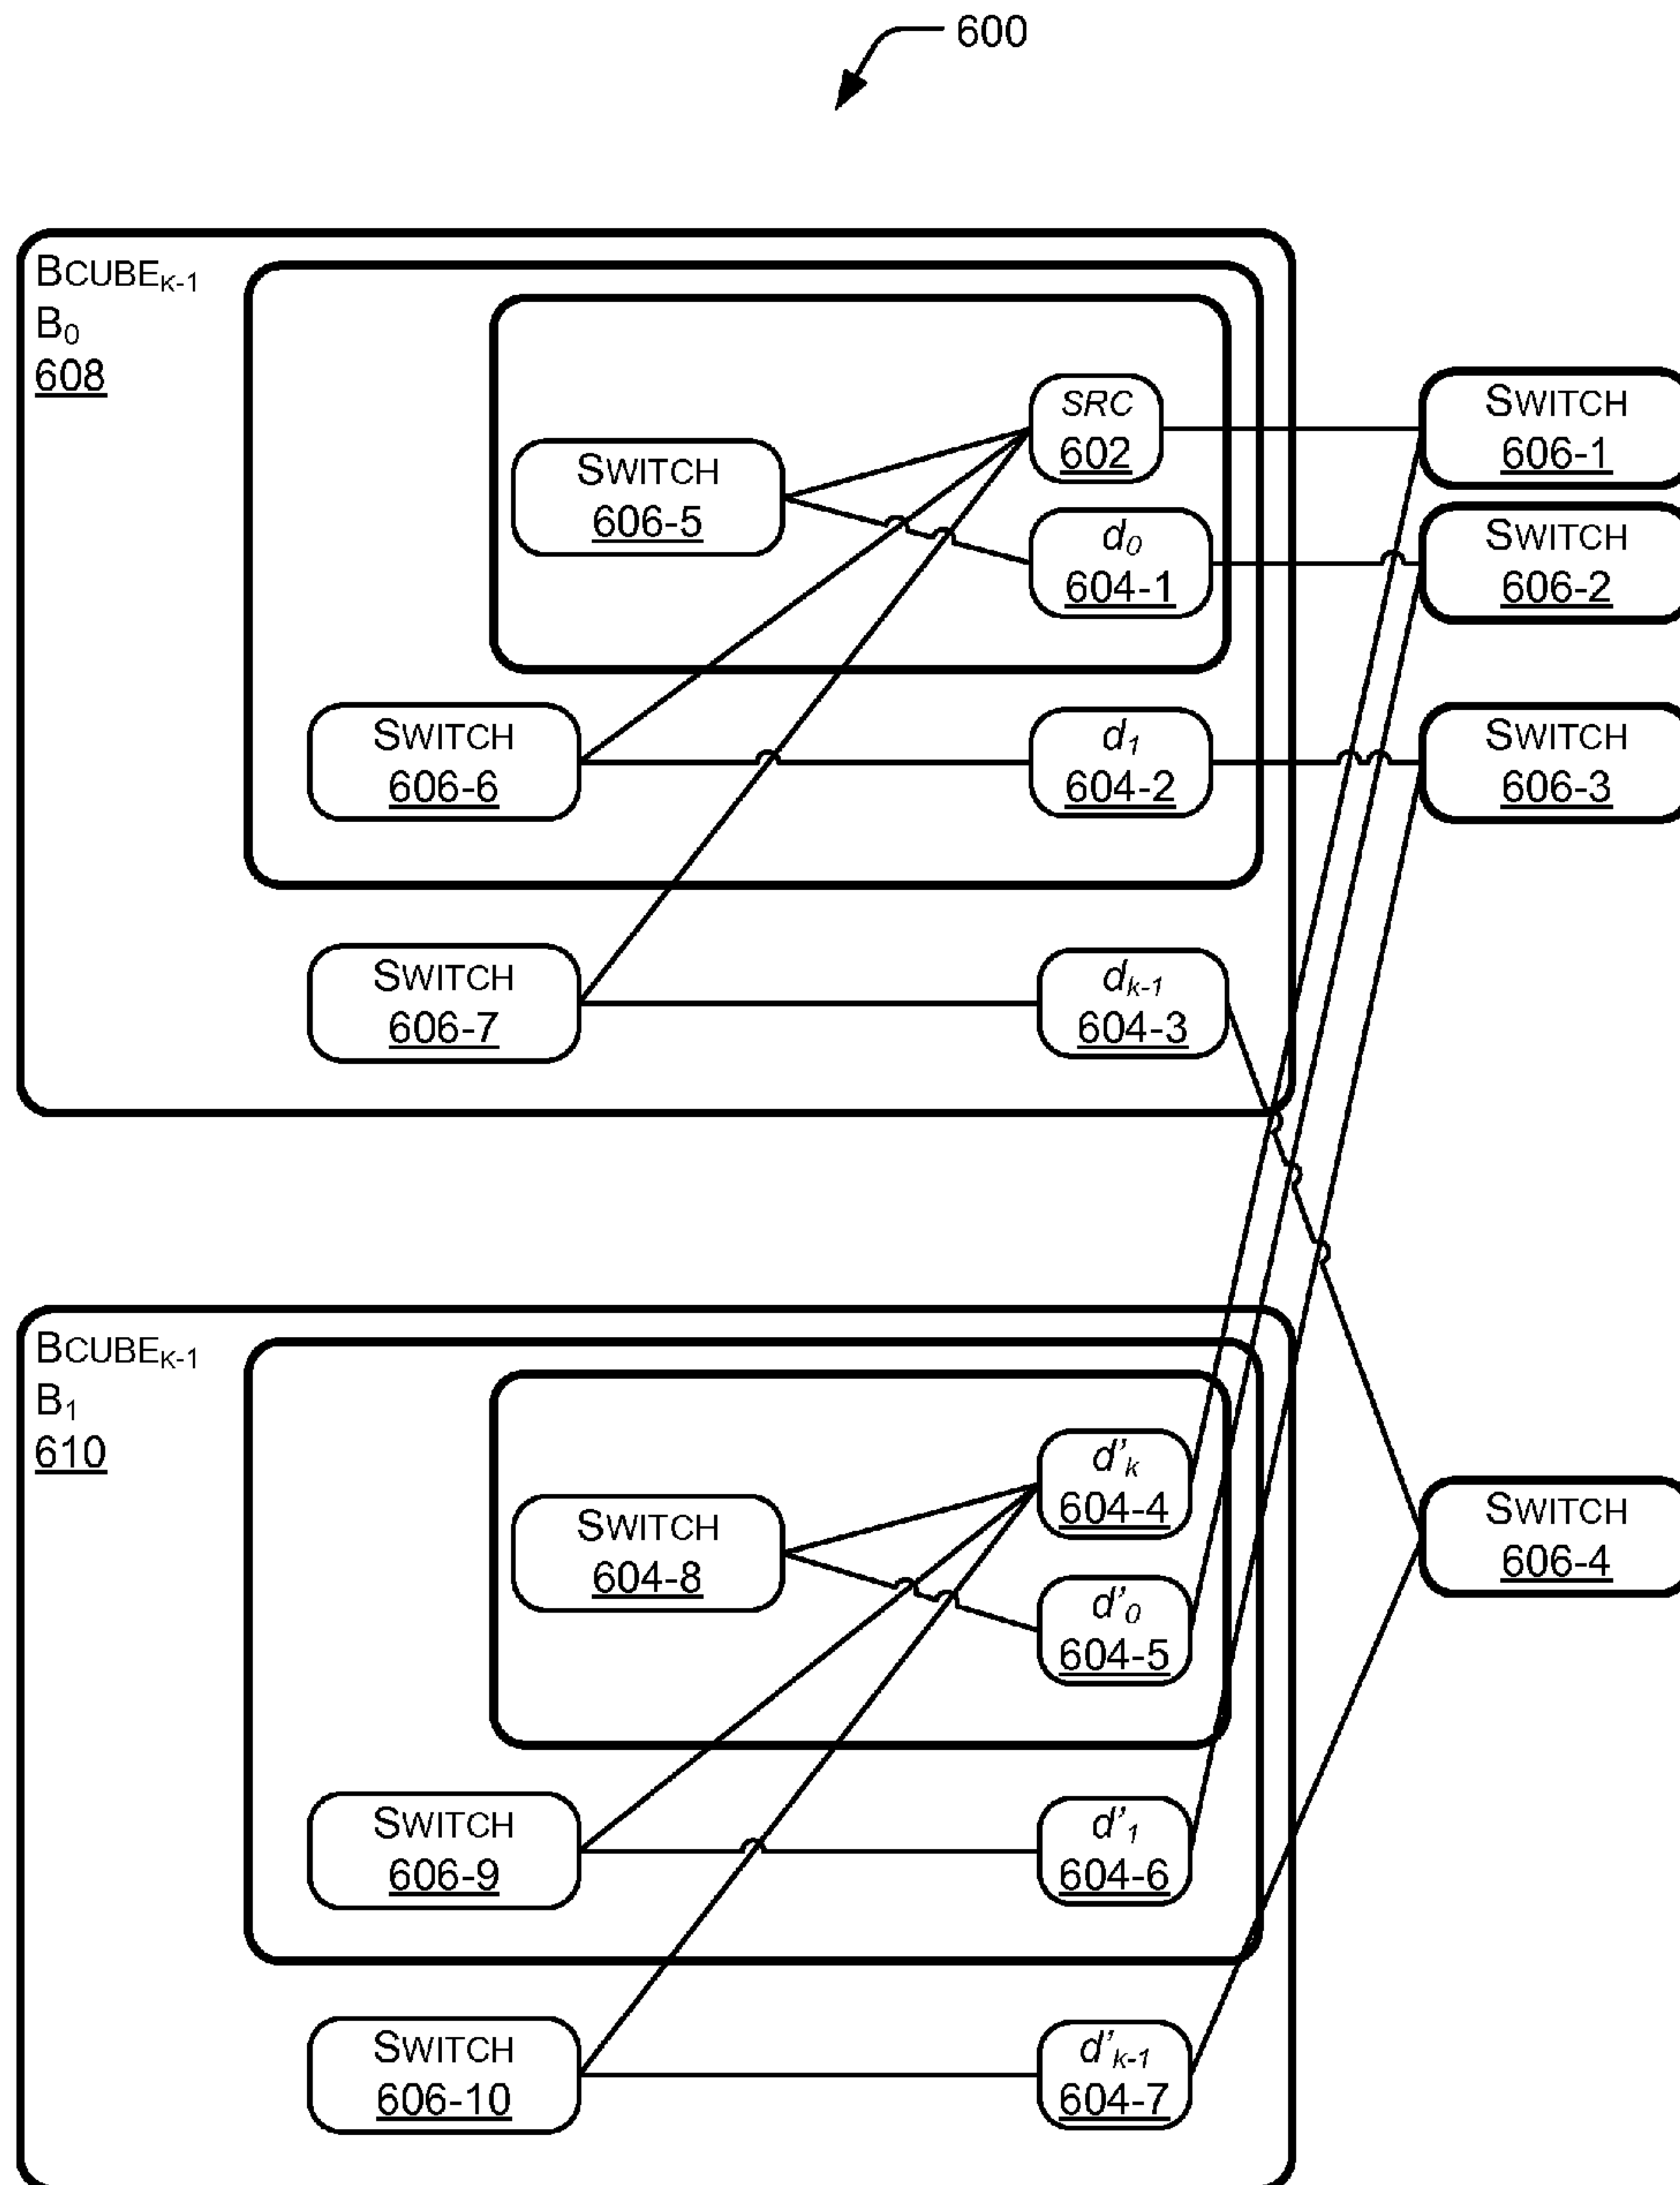 600
BCUBEK-1
B0
608
SRC
602
SWITCH
606-1
SWITCH
606-5
d0
604-1
SWITCH
606-2
SWITCH
606-6
d1
604-2
SWITCH
606-3
SWITCH
606-7
dk-1
604-3
BCUBEK-1
B1
610
d'k
604-4
SWITCH
604-8
d'0
604-5
SWITCH
606-4
SWITCH
606-9
d'1
604-6
SWITCH
606-10
d'k-1
604-7